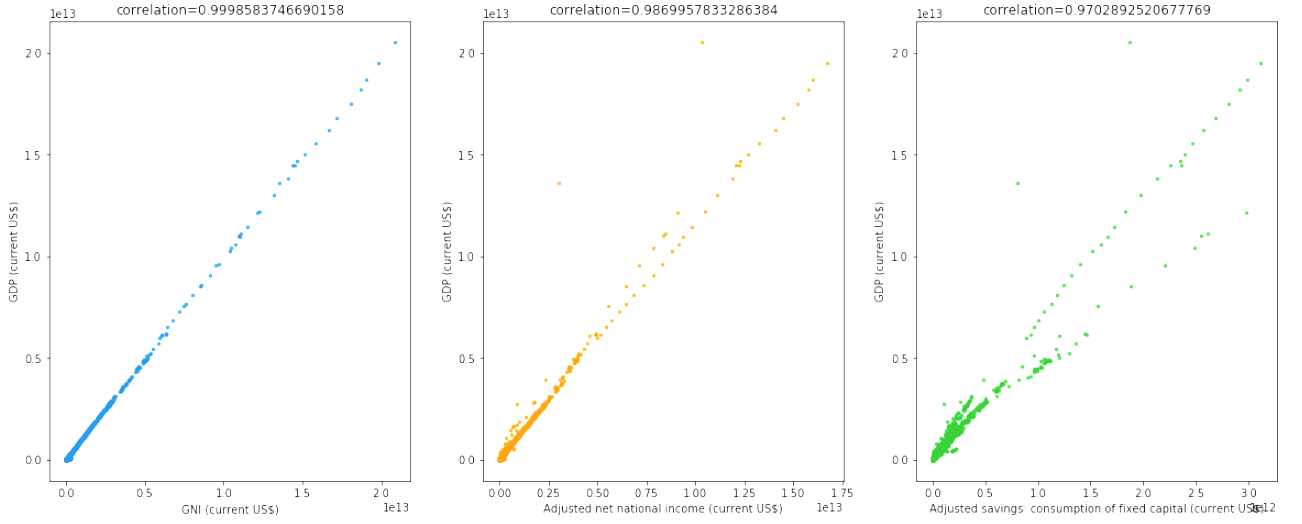 correlation=0.9998583746690158
1e13
2 0
1 5
1 0
0 5
0 0
GDP (current US$)
0.0 0.5 1.0 1 5 2 0
GNI (current US$)
1e13
correlation=0.9869957833286384
1e13
2 0
1 5
1 0
0 5
0 0
GDP (current US$)
0.00 0.25 0.50 0.75 1.00 1.25 1.50 1.75
Adjusted net national income (current US$)
1e13
correlation=0.9702892520677769
1e13
2 0
1 5
1 0
0 5
0 0
GDP (current US$)
0.0 0 5 1 0 1 5 2.0 2 5 3 0
Adjusted savings consumption of fixed capital (current US$)
1e12